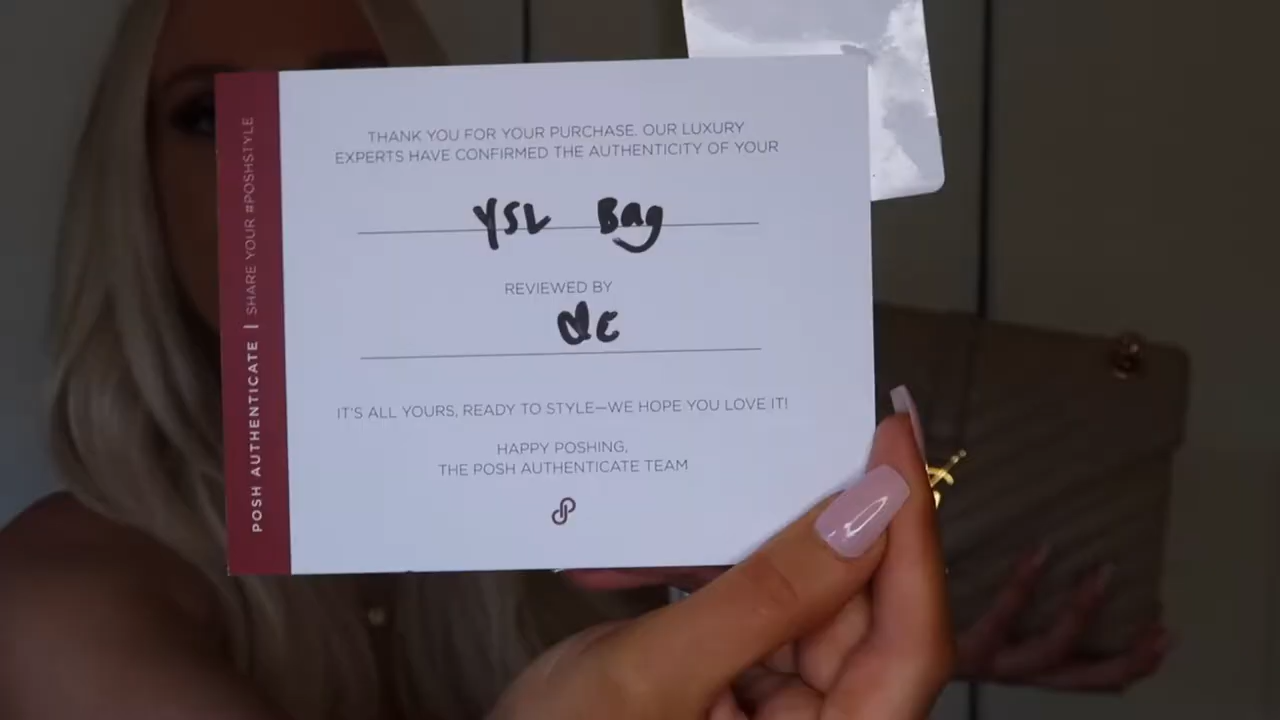 THANK YOU FOR YOUR PURCHASE. OUR LUXURY
EXPERTS HAVE CONFIRMED THE AUTHENTICITY OF YOUR
YSL Bag
REVIEWED BY
IT'S ALL YOURS, READY TO STYLE—WE HOPE YOU LOVE IT!
HAPPY POSHING,
THE POSH AUTHENTICATE TEAM
POSH AUTHENTICATE | SHARE YOUR #POSHSTYLE